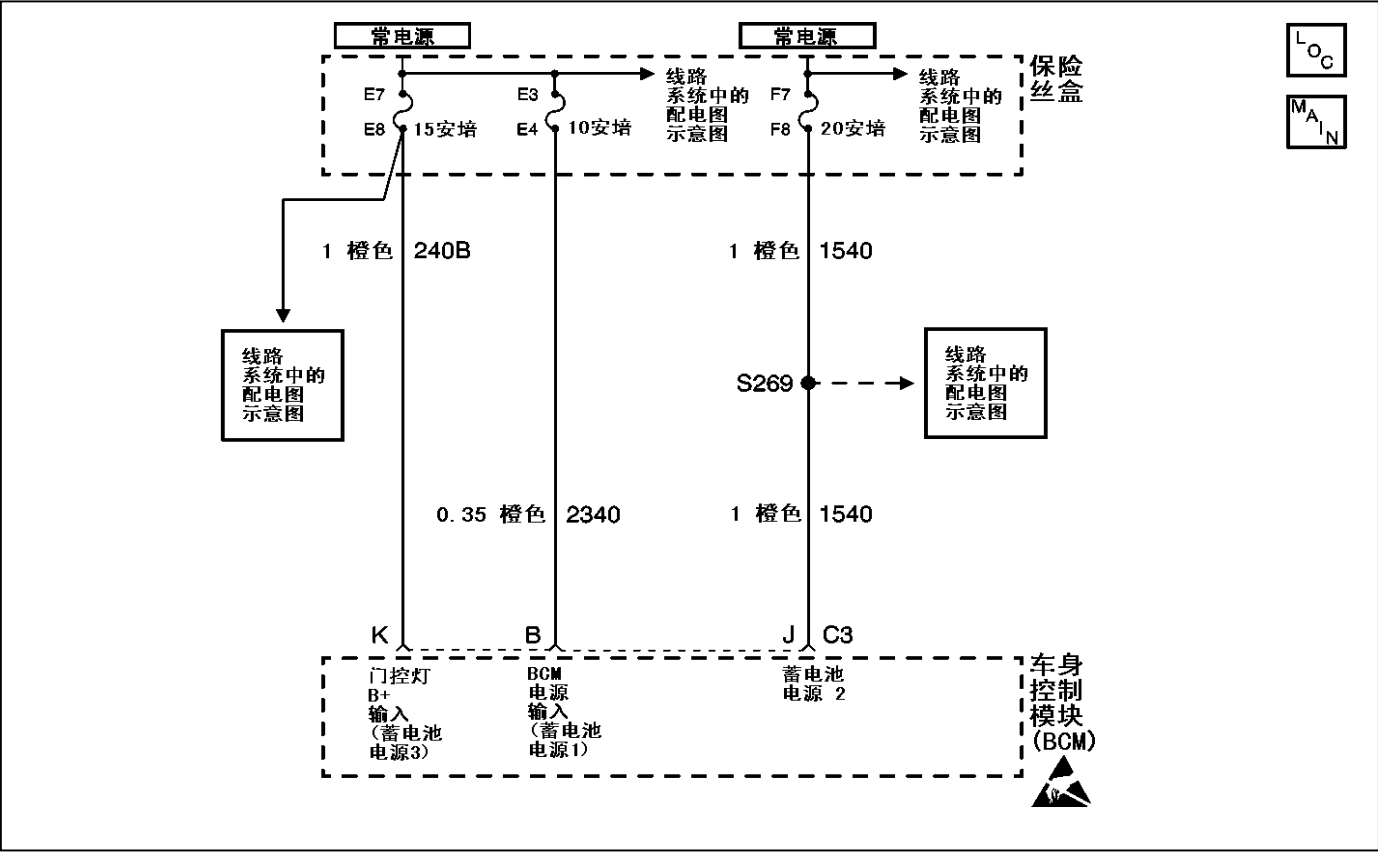 常电源
常电源
L
O
C
M
A
I
N
保险
丝盒
E7
E8
15安培
E3
E4
10安培
线路
系统中的
配电图
示意图
F7
F8
20安培
线路
系统中的
配电图
示意图
1 橙色
240B
1 橙色
1540
线路
系统中的
配电图
示意图
S269
线路
系统中的
配电图
示意图
0.35 橙色
2340
1 橙色
1540
K
B
J
C3
门控灯
B+
输入
(蓄电池
电源3)
BCM
电源
输入
(蓄电池
电源1)
蓄电池
电源 2
车身
控制
模块
(BCM)